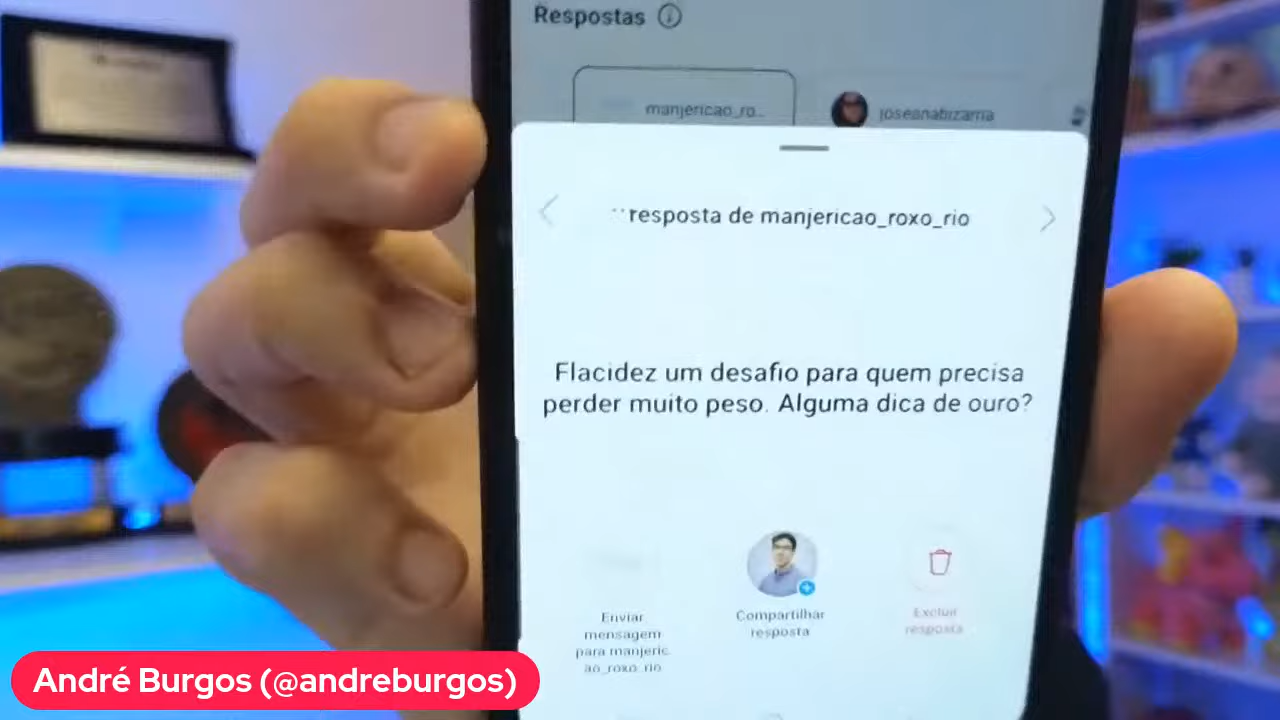 Respostas
manjericao_ro..
joseanabizama
resposta de manjericao_roxo_rio
Flacidez um desafio para quem precisa
perder muito peso. Alguma dica de ouro?
Enviar
mensagem
para manjeric
ao_roxo_rio
Compartilhar
resposta
Excluir
resposta
André Burgos (@andreburgos)